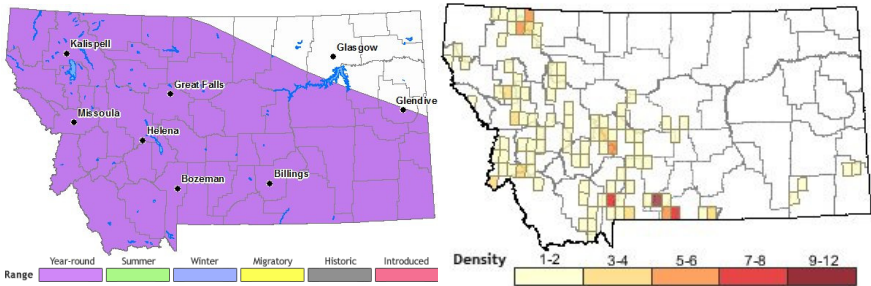 Kalispell
Glasgow
Great Falls
Glendive
Missoula
Helena
Bozeman
Billings
Year-round Summer Winter Migratory Historic Introduced
Range
Density 1-2 3-4 5-6 7-8 9-12